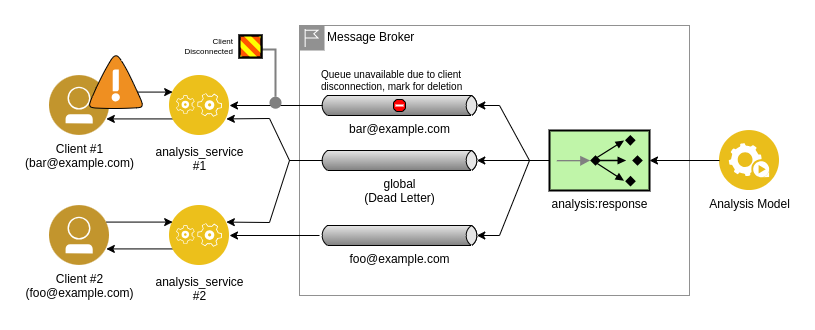 Client
Disconnected
Message Broker
Queue unavailable due to client
disconnection, mark for deletion
bar@example.com
Client #1
(bar@example.com)
analysis_service
#1
global
(Dead Letter)
analysis:response
Analysis Model
foo@example.com
Client #2
(foo@example.com)
analysis_service
#2